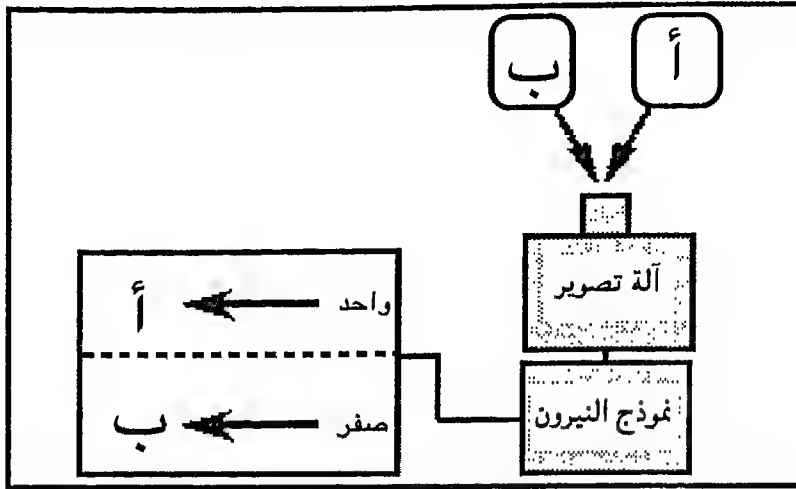 أ
ب
آلة تصوير
نموذج النيرون
واحد
أ
صفر
ب